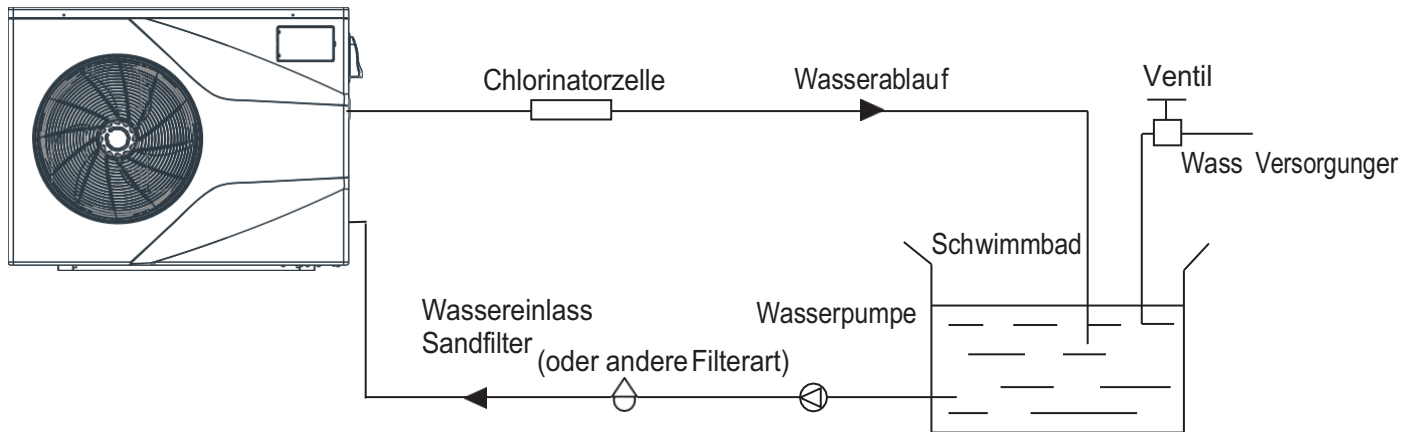 Chlorinatorzelle
Wasserablauf
Ventil
Wass Versorgunger
Schwimmbad
Wassereinlass
Sandfilter
(oder andere Filterart)
Wasserpumpe